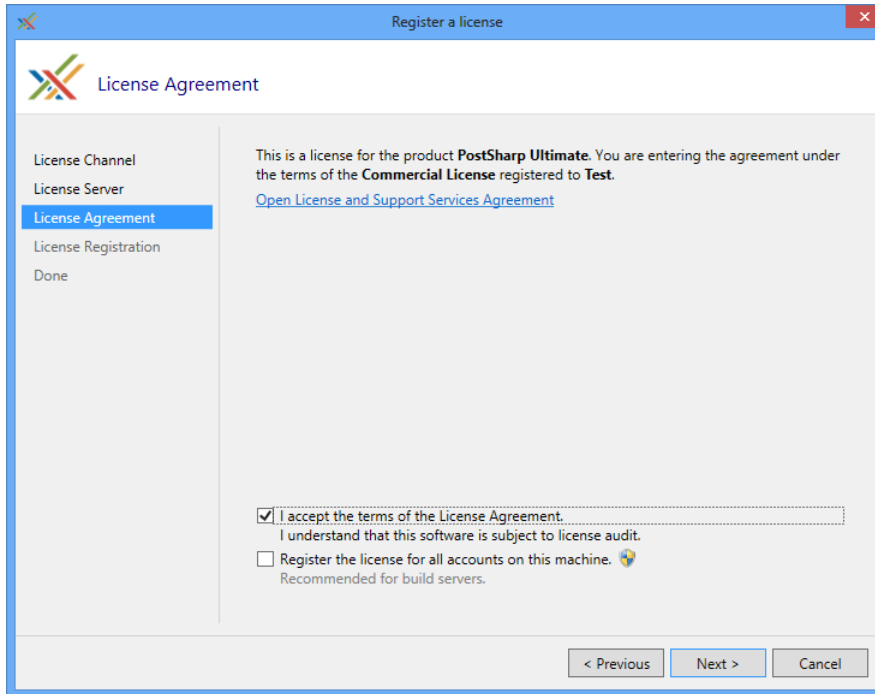 Register a license
License Agreement
License Channel
License Server
License Agreement
License Registration
Done
This is a license for the product PostSharp Ultimate. You are entering the agreement under
the terms of the Commercial License registered to Test.
Open License and Support Services Agreement
I accept the terms of the License Agreement.
I understand that this software is subject to license audit.
Register the license for all accounts on this machine.
Recommended for build servers.
< Previous
Next >
Cancel